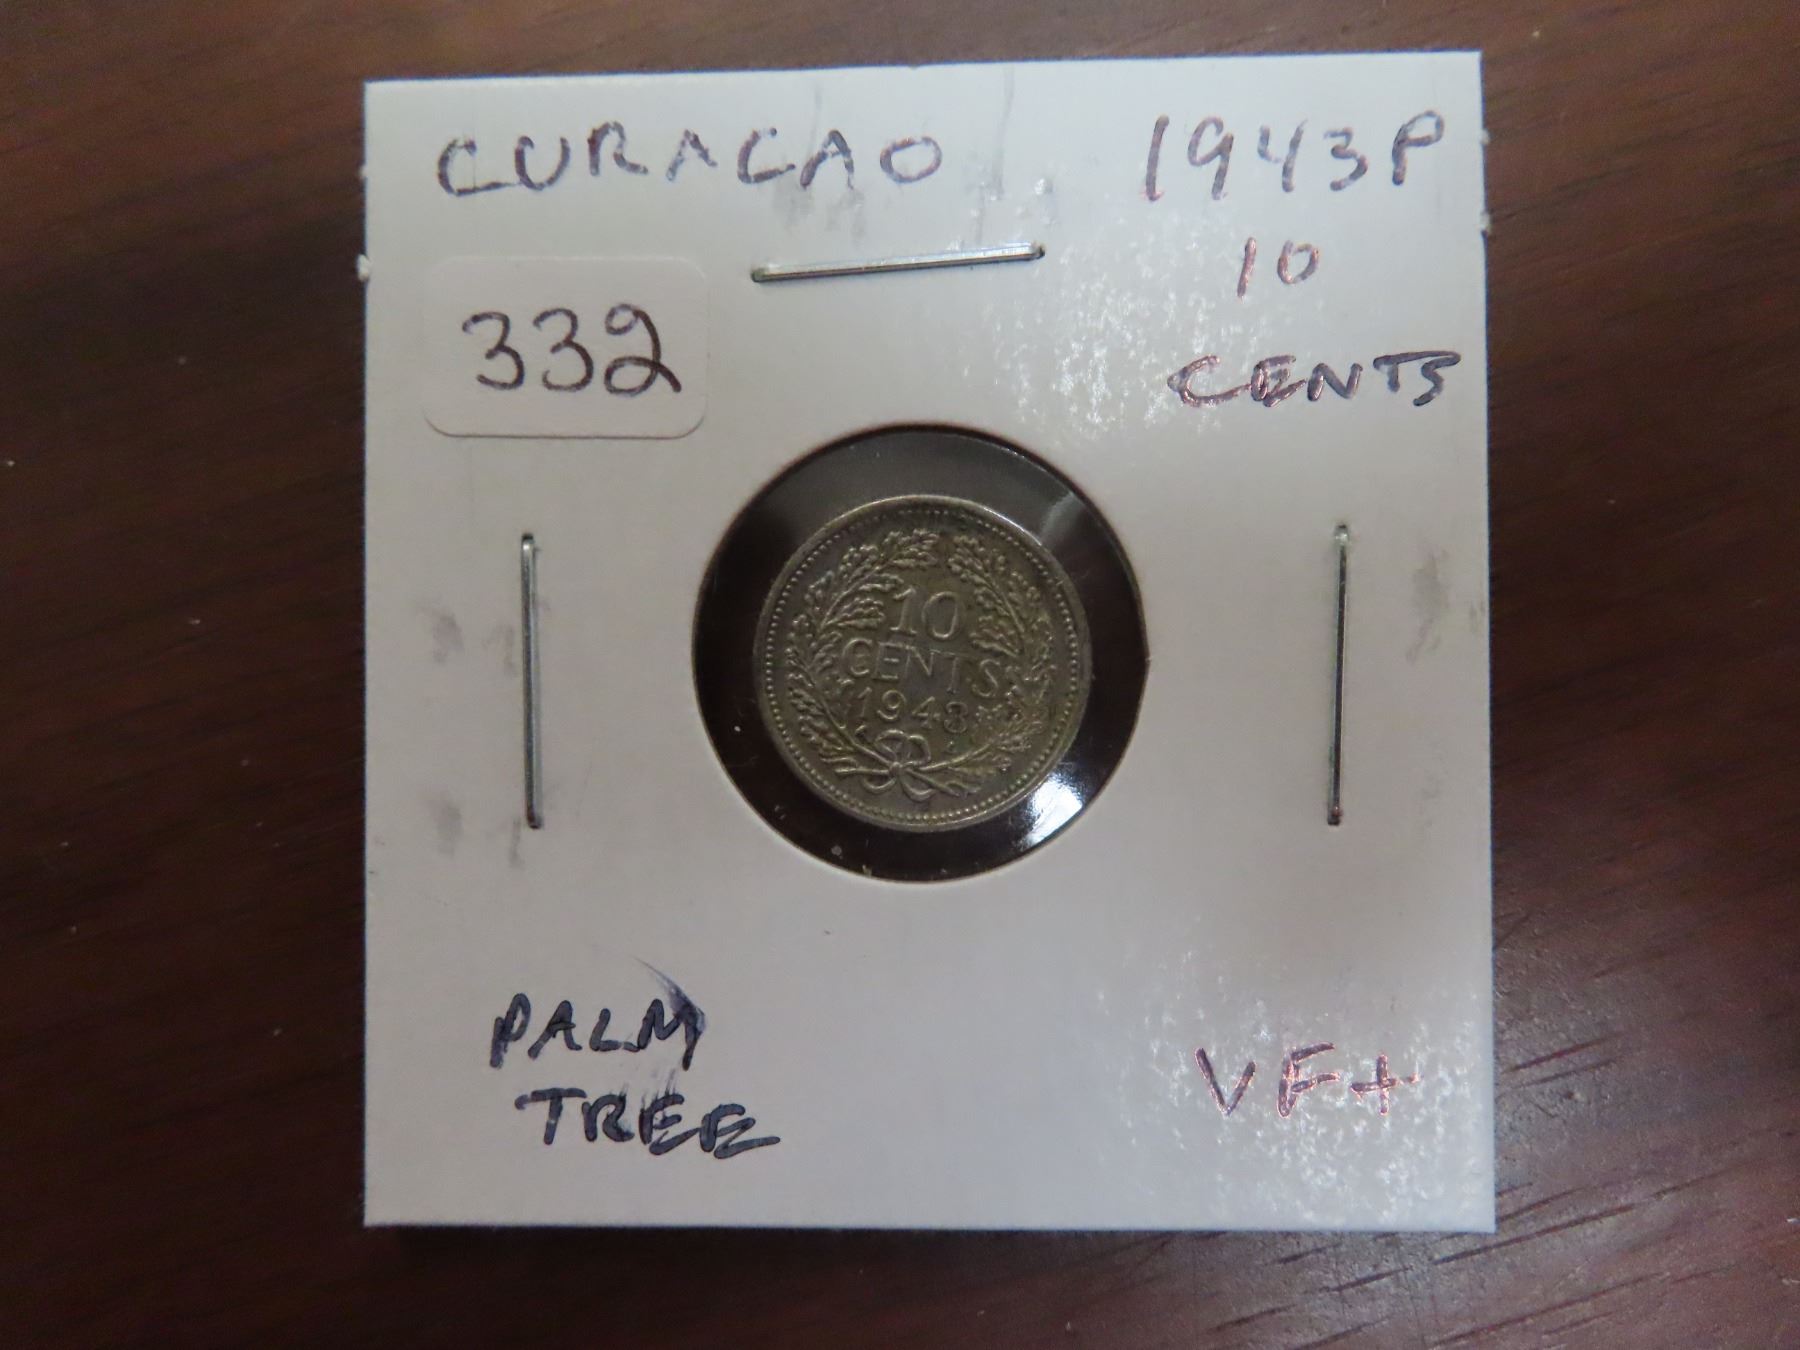 CURACAO 1943P
10
CENTS
332
10
CENTS
1943
PALM
TREE
VF+